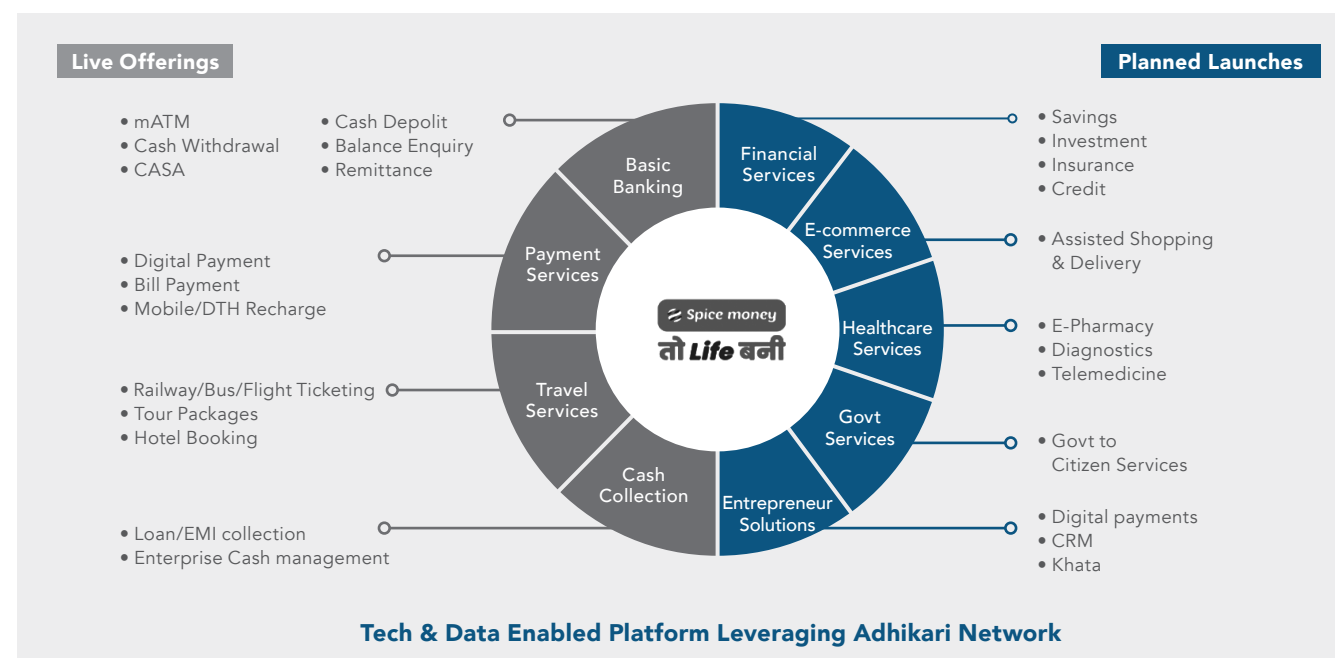 Live Offerings
• mATM
• Cash Withdrawal
• CASA
• Cash Depolit
• Balance Enquiry
• Remittance
• Digital Payment
• Bill Payment
• Mobile/DTH Recharge
• Railway/Bus/Flight Ticketing
• Tour Packages
• Hotel Booking
• Loan/EMI collection
• Enterprise Cash management
Basic
Banking
Payment
Services
Travel
Services
Cash
Collection
Spice money
तो Life बनी
Financial
Services
E-commerce
Services
Healthcare
Services
Govt
Services
Entrepreneur
Solutions
Planned Launches
• Savings
• Investment
• Insurance
• Credit
• Assisted Shopping
& Delivery
• E-Pharmacy
• Diagnostics
• Telemedicine
• Govt to
Citizen Services
• Digital payments
• CRM
• Khata
Tech & Data Enabled Platform Leveraging Adhikari Network